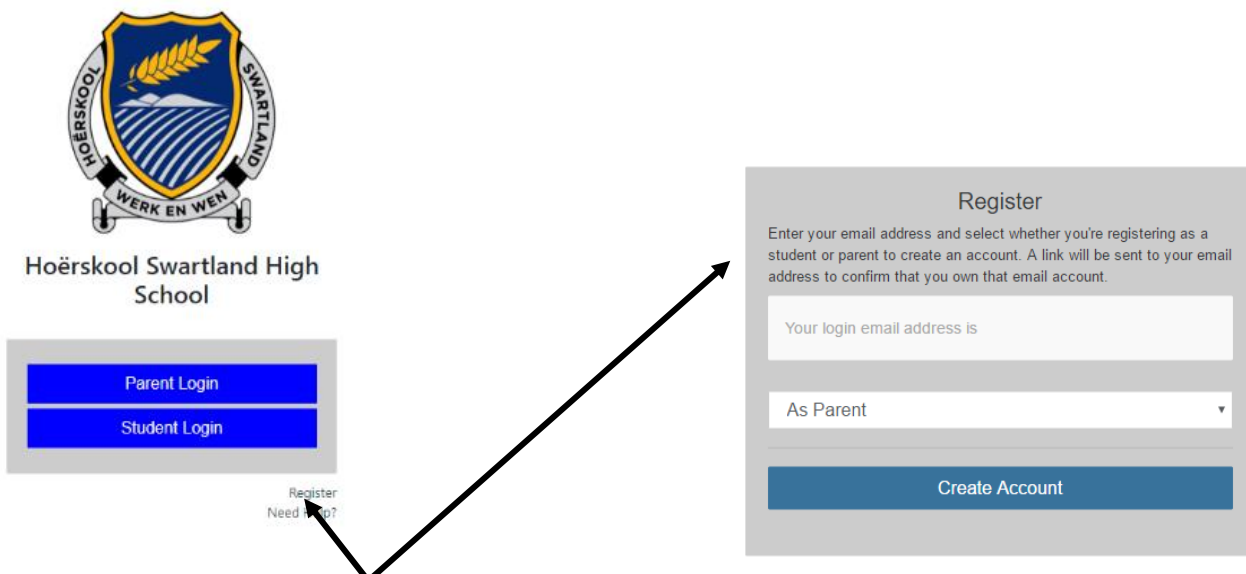 HOËRSKOOL SWARTLAND
WERK EN WEN
Hoërskool Swartland High
School
Parent Login
Student Login
Register
Need
Register
Enter your email address and select whether you're registering as a
student or parent to create an account. A link will be sent to your email
address to confirm that you own that email account.
Your login email address is
As Parent
Create Account